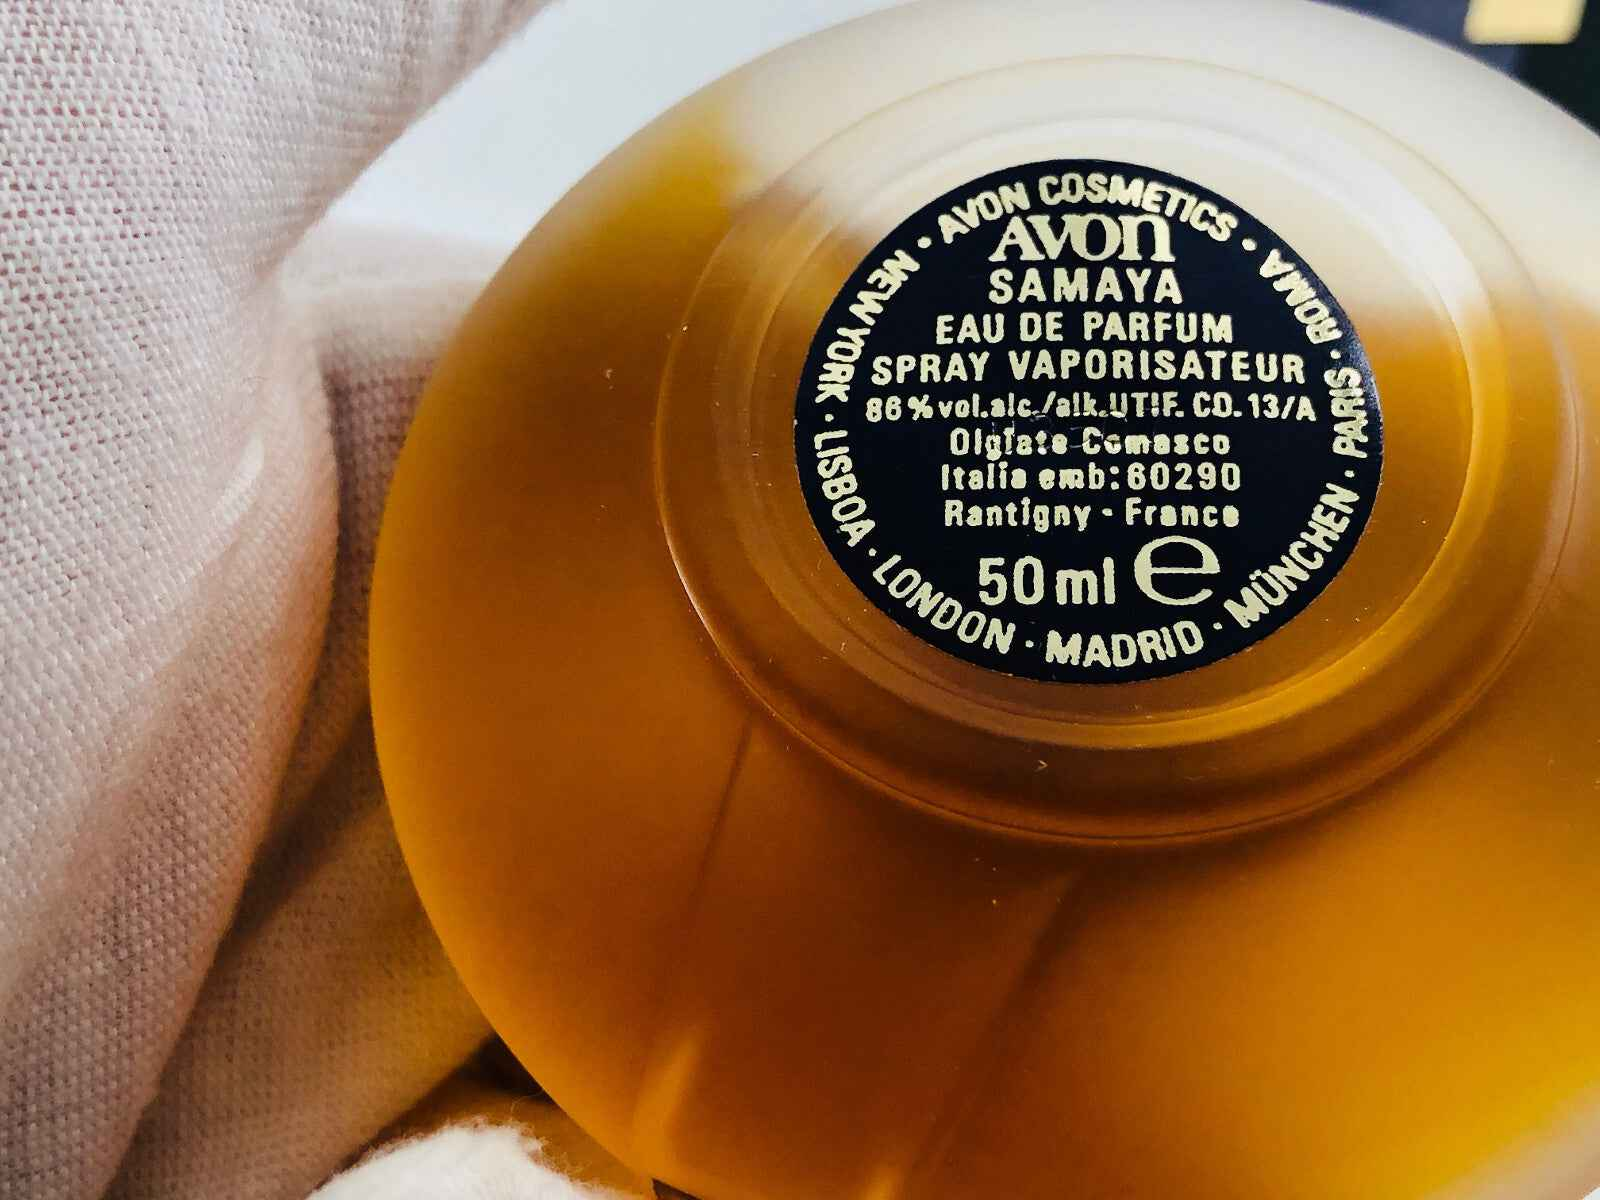 AVON COSMETICS · ROMA · PARIS · MÜNCHEN · MADRID · LONDON · LISBOA · NEW YORK ·
AVON
SAMAYA
EAU DE PARFUM
SPRAY VAPORISATEUR
86% vol.alc./alk.UTIF. CO. 13/A
Olgiate Comasco
Italia emb: 60290
Rantigny - France
50 ml e